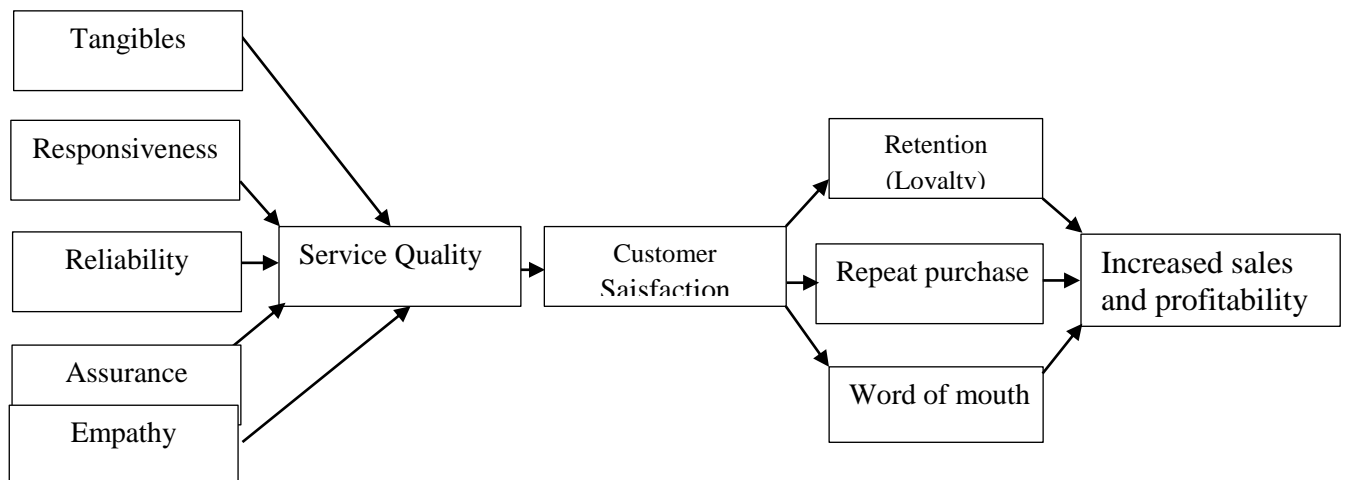 Tangibles
Responsiveness
Reliability
Assurance
Empathy
Service Quality
Customer
Saisfaction
Retention
(Loyalty)
Repeat purchase
Word of mouth
Increased sales
and profitability